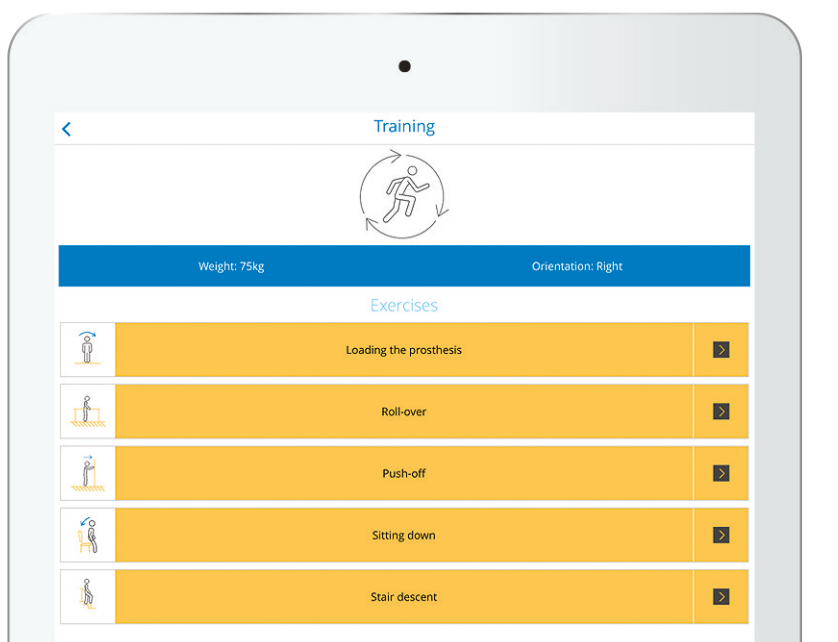 Training
Weight: 75kg Orientation: Right
Exercises
Loading the prosthesis
Roll-over
Push-off
Sitting down
Stair descent